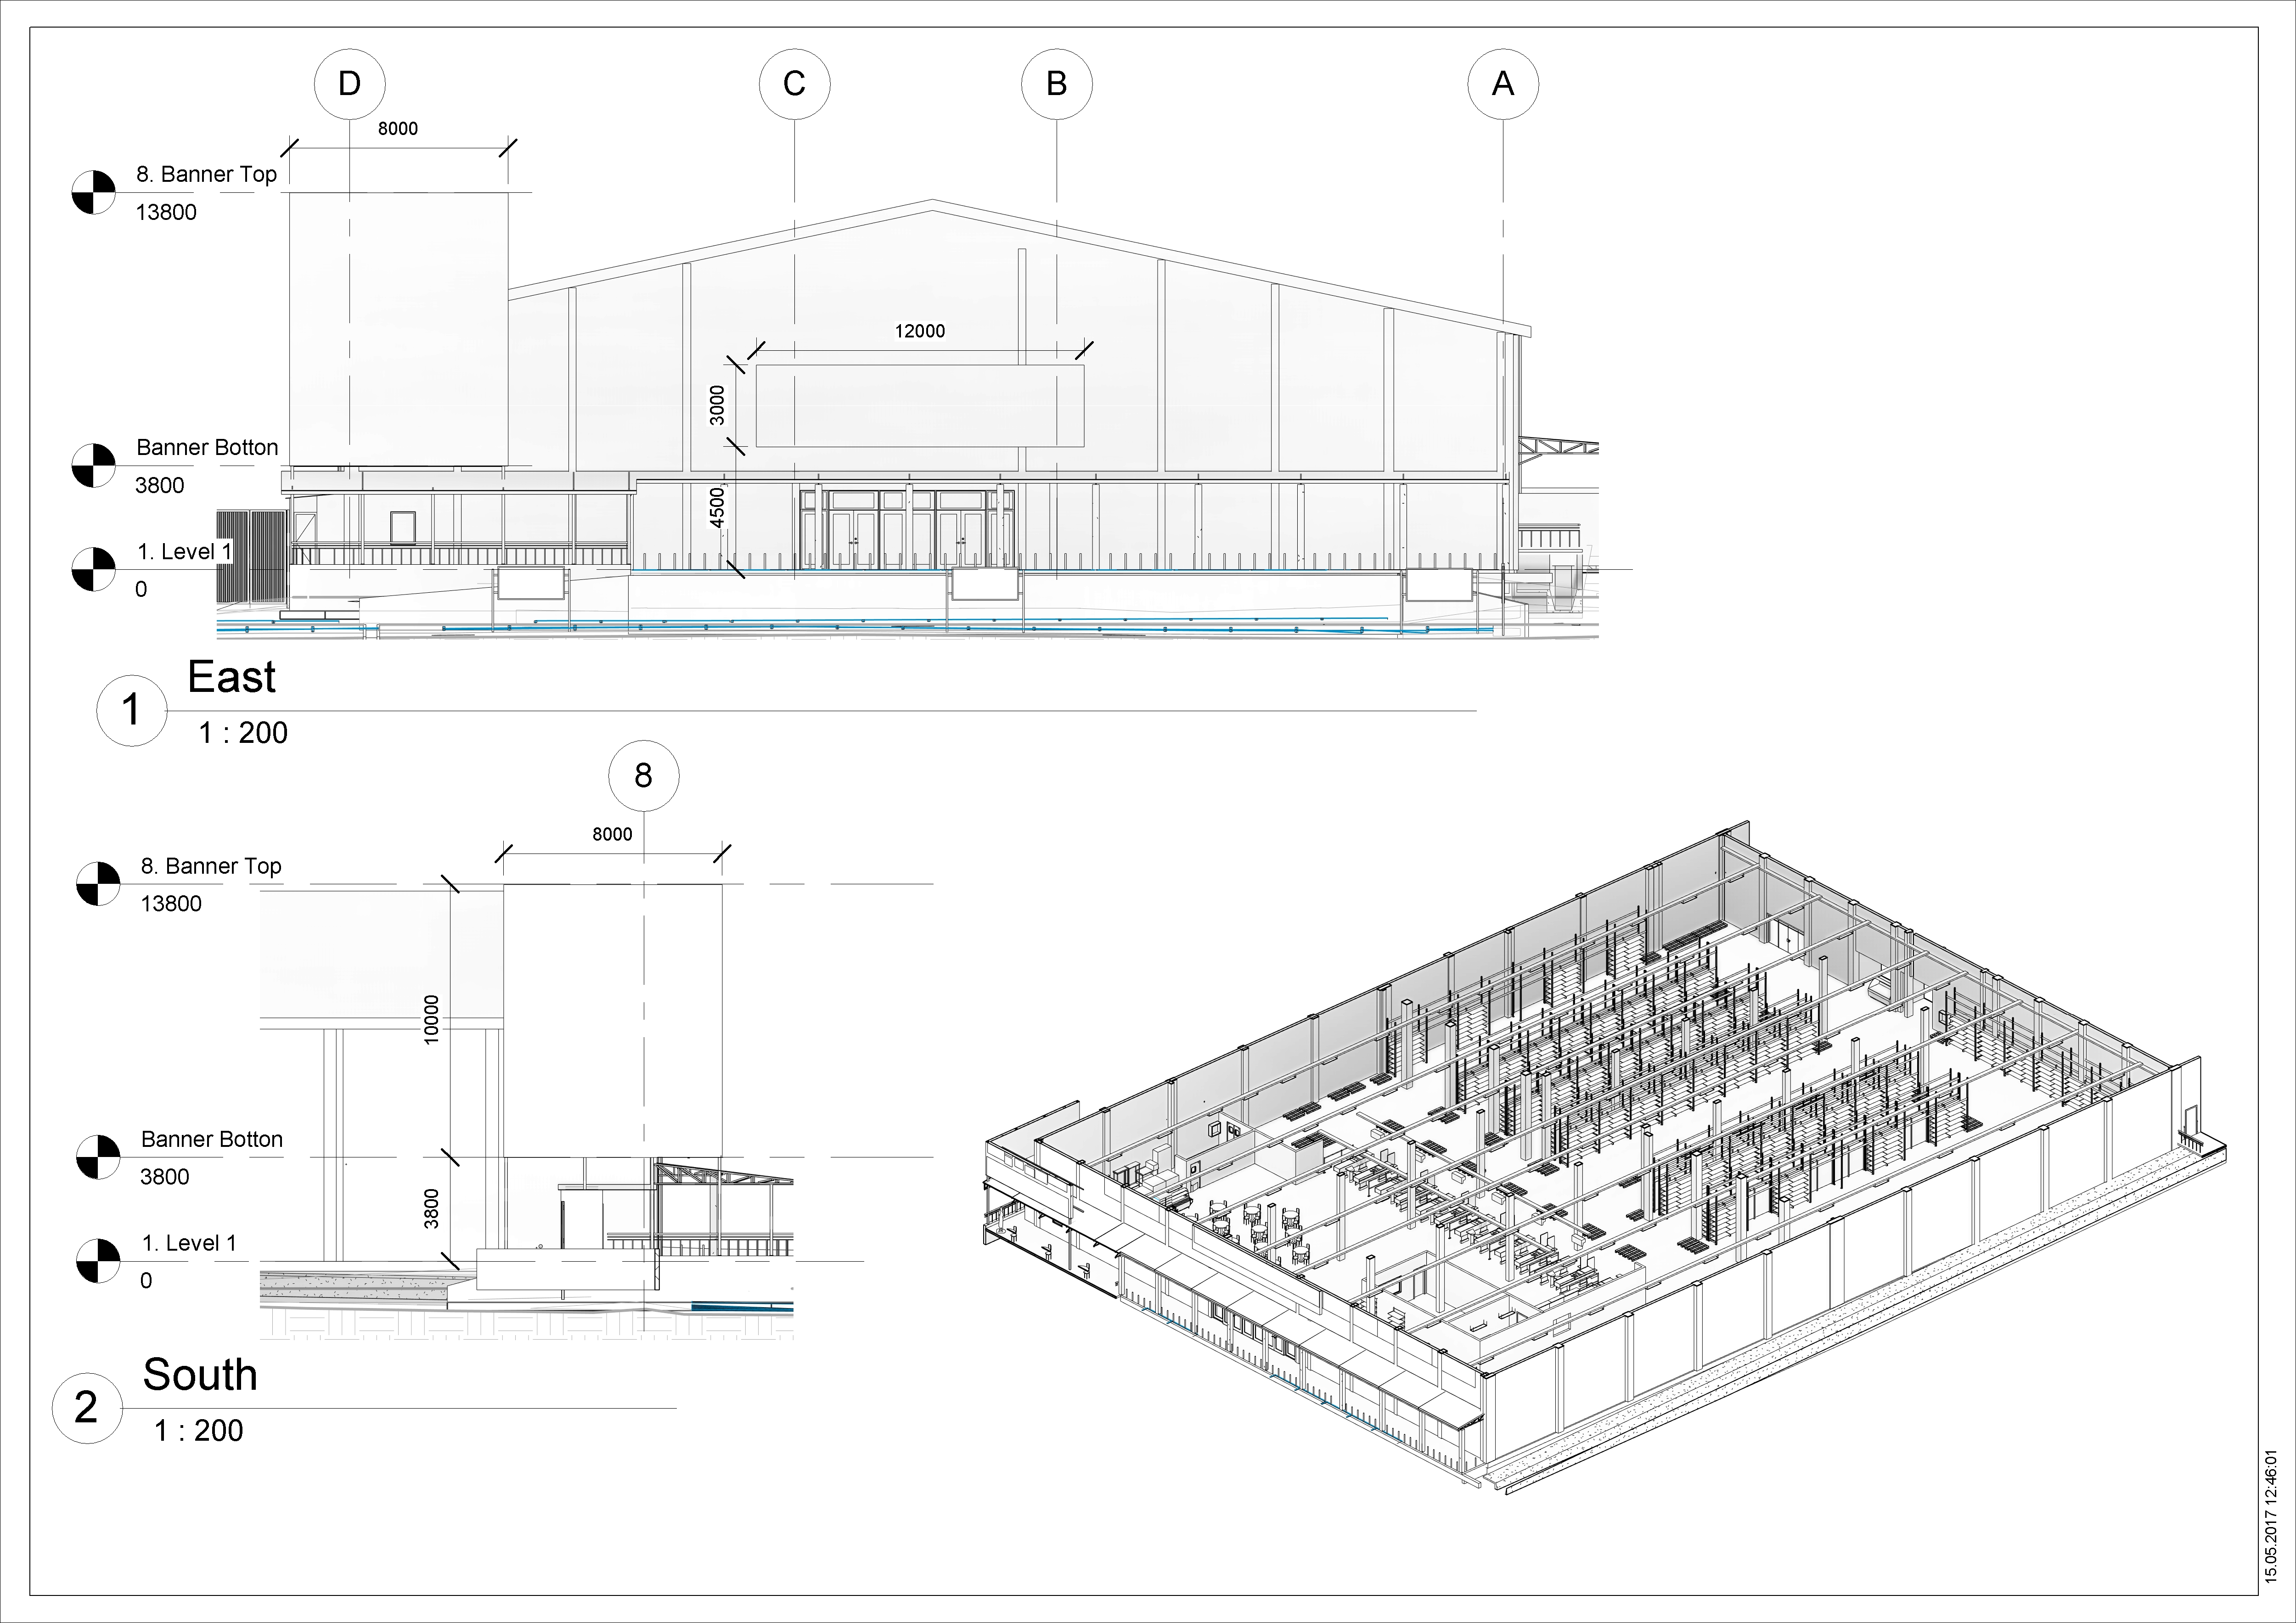 D
C
B
A
8000
8. Banner Top
13800
12000
3000
Banner Botton
3800
4500
1. Level 1
0
1
East
1 : 200
8
8000
8. Banner Top
13800
10000
Banner Botton
3800
3800
1. Level 1
0
2
South
1 : 200
15.05.2017 12:46:01